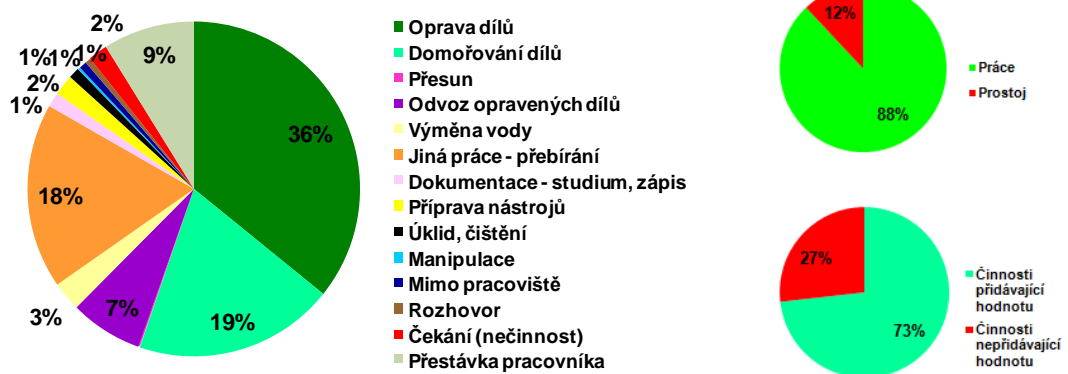 2%
9%
1%
1%
1%
2%
1%
36%
18%
3%
7%
19%
Oprava dílů
Domořování dílů
Přesun
Odvoz opravených dílů
Výměna vody
Jiná práce - přebírání
Dokumentace - studium, zápis
Příprava nástrojů
Úklid, čištění
Manipulace
Mimo pracoviště
Rozhovor
Čekání (nečinnost)
Přestávka pracovníka
12%
88%
Práce
Prostoj
27%
73%
Činnosti
přidávající
hodnotu
Činnosti
nepřidávající
hodnotu